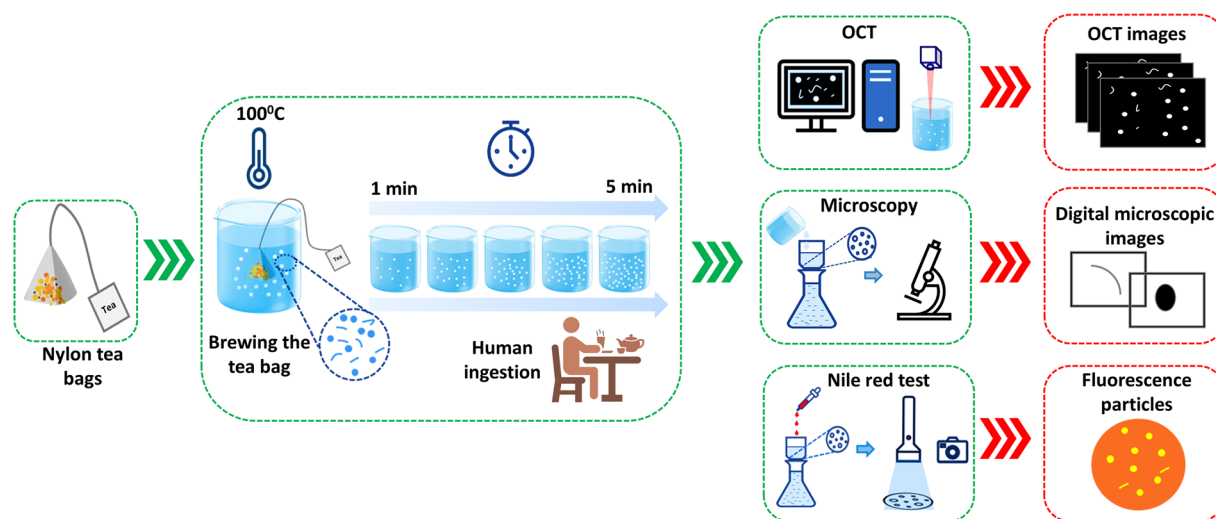 Tea
Nylon tea
bags
100⁰C
Tea
Brewing the
tea bag
1 min
5 min
Human
ingestion
OCT
OCT images
Microscopy
Digital microscopic
images
Nile red test
Fluorescence
particles